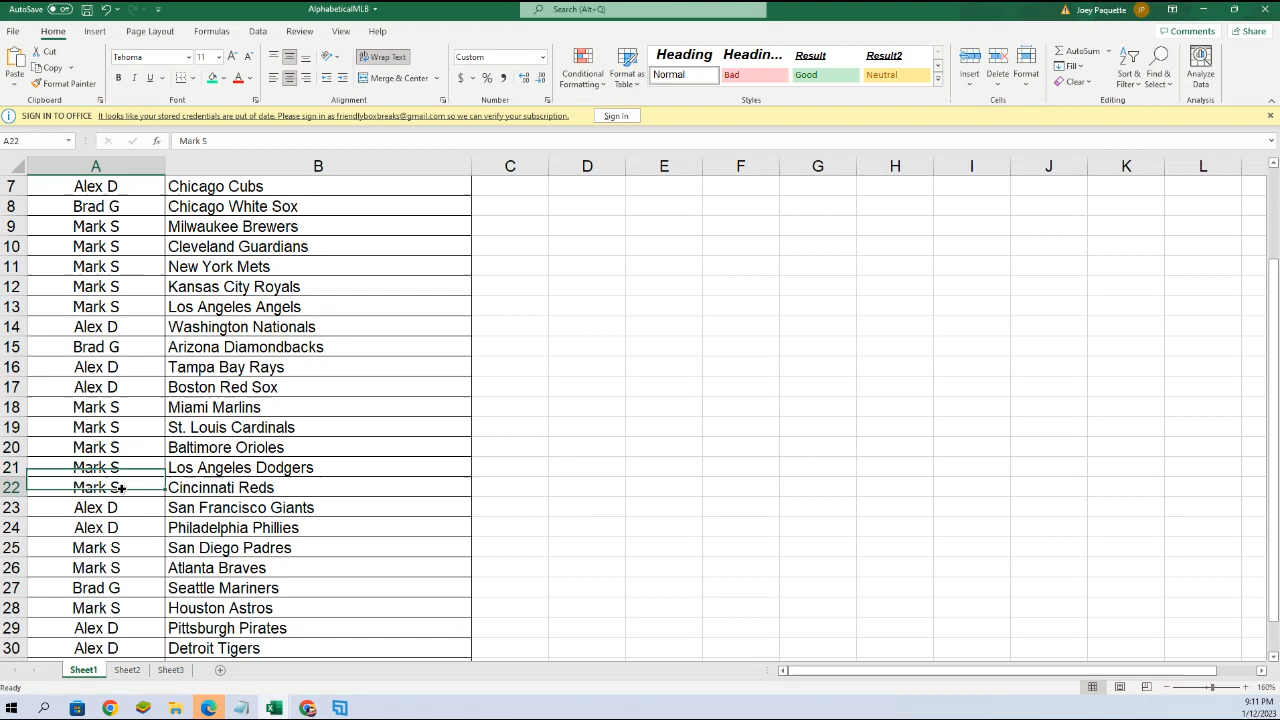 AutoSave Off AlphabeticalMLB Search (Alt+Q) Joey Paquette JP
File Home Insert Page Layout Formulas Data Review View Help Comments Share
Paste Cut Copy Format Painter Clipboard
Tahoma 11 B I U A Font
Wrap Text Merge & Center Alignment
Custom $ % Number
Conditional Formatting Format as Table
Heading Headin... Result Result2
Normal Bad Good Neutral Styles
Insert Delete Format Cells
AutoSum Fill Clear Sort & Filter Find & Select Editing
Analyze Data Analysis
SIGN IN TO OFFICE It looks like your stored credentials are out of date. Please sign in as friendlyboxbreaks@gmail.com so we can verify your subscription. Sign In
A22 fx Mark S
A B C D E F G H I J K L
7 Alex D Chicago Cubs
8 Brad G Chicago White Sox
9 Mark S Milwaukee Brewers
10 Mark S Cleveland Guardians
11 Mark S New York Mets
12 Mark S Kansas City Royals
13 Mark S Los Angeles Angels
14 Alex D Washington Nationals
15 Brad G Arizona Diamondbacks
16 Alex D Tampa Bay Rays
17 Alex D Boston Red Sox
18 Mark S Miami Marlins
19 Mark S St. Louis Cardinals
20 Mark S Baltimore Orioles
21 Mark S Los Angeles Dodgers
22 Mark S Cincinnati Reds
23 Alex D San Francisco Giants
24 Alex D Philadelphia Phillies
25 Mark S San Diego Padres
26 Mark S Atlanta Braves
27 Brad G Seattle Mariners
28 Mark S Houston Astros
29 Alex D Pittsburgh Pirates
30 Alex D Detroit Tigers
Sheet1 Sheet2 Sheet3
Ready 160%
9:11 PM
1/12/2023